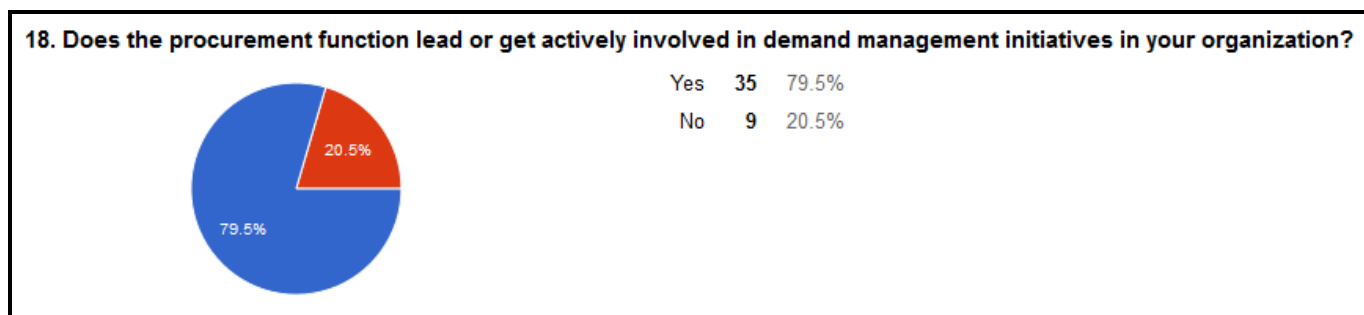 18. Does the procurement function lead or get actively involved in demand management initiatives in your organization?
Yes 35 79.5%
No 9 20.5%
20.5%
79.5%